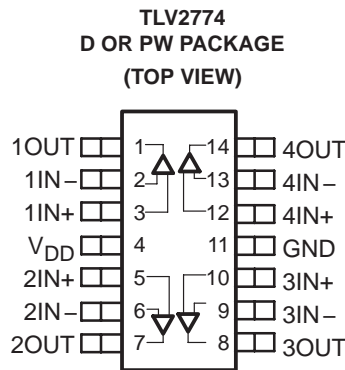 TLV2774
D OR PW PACKAGE
(TOP VIEW)
1OUT 1 14 4OUT
1IN− 2 13 4IN−
1IN+ 3 12 4IN+
VDD 4 11 GND
2IN+ 5 10 3IN+
2IN− 6 9 3IN−
2OUT 7 8 3OUT